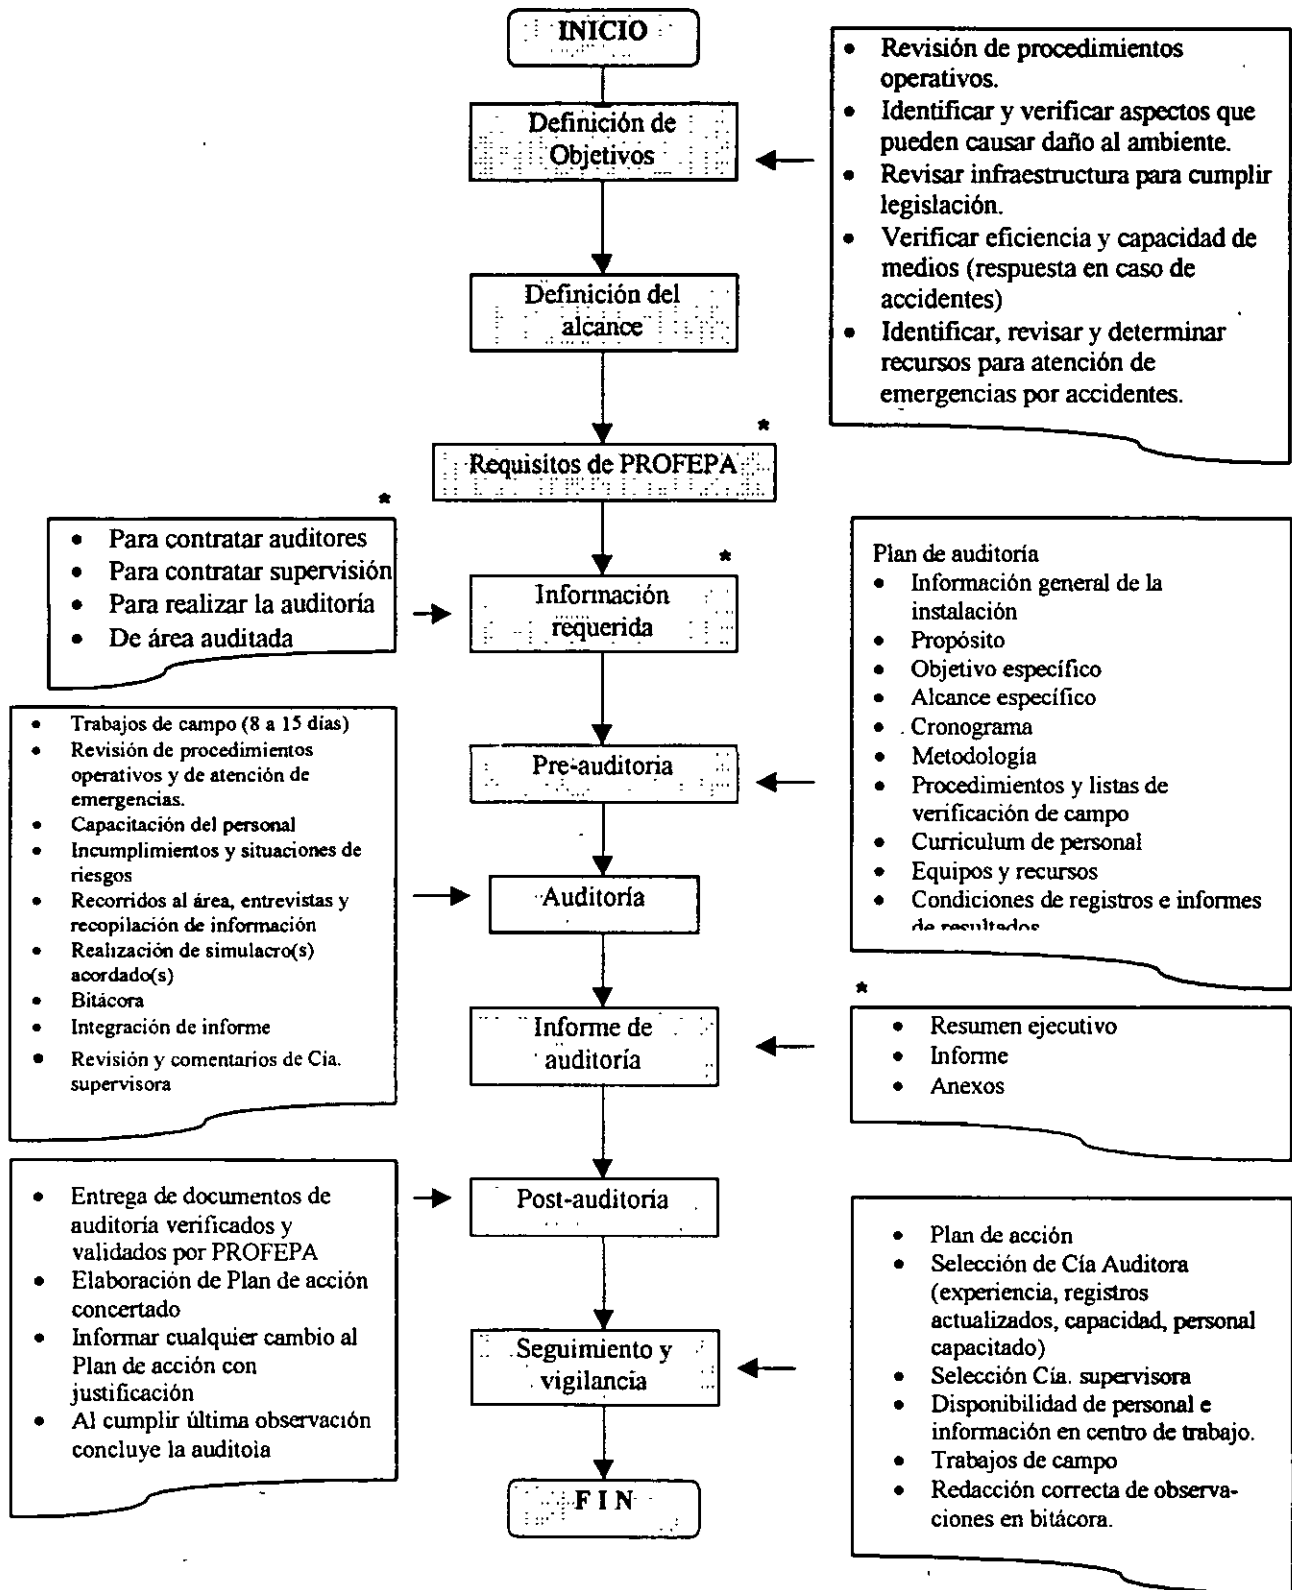 INICIO
Definición de
Objetivos
• Revisión de procedimientos
operativos.
• Identificar y verificar aspectos que
pueden causar daño al ambiente.
• Revisar infraestructura para cumplir
legislación.
• Verificar eficiencia y capacidad de
medios (respuesta en caso de
accidentes)
• Identificar, revisar y determinar
recursos para atención de
emergencias por accidentes.
Definición del
alcance
*
Requisitos de PROFEPA
*
• Para contratar auditores
• Para contratar supervisión
• Para realizar la auditoría
• De área auditada
*
Información
requerida
Plan de auditoría
• Información general de la
instalación
• Propósito
• Objetivo específico
• Alcance específico
• Cronograma
• Metodología
• Procedimientos y listas de
verificación de campo
• Curriculum de personal
• Equipos y recursos
• Condiciones de registros e informes
de resultados
Pre-auditoria
• Trabajos de campo (8 a 15 días)
• Revisión de procedimientos
operativos y de atención de
emergencias.
• Capacitación del personal
• Incumplimientos y situaciones de
riesgos
• Recorridos al área, entrevistas y
recopilación de información
• Realización de simulacro(s)
acordado(s)
• Bitácora
• Integración de informe
• Revisión y comentarios de Cía.
supervisora
Auditoría
Informe de
auditoría
*
• Resumen ejecutivo
• Informe
• Anexos
• Entrega de documentos de
auditoría verificados y
validados por PROFEPA
• Elaboración de Plan de acción
concertado
• Informar cualquier cambio al
Plan de acción con
justificación
• Al cumplir última observación
concluye la auditoìa
Post-auditoría
Seguimiento y
vigilancia
• Plan de acción
• Selección de Cía Auditora
(experiencia, registros
actualizados, capacidad, personal
capacitado)
• Selección Cía. supervisora
• Disponibilidad de personal e
información en centro de trabajo.
• Trabajos de campo
• Redacción correcta de observa-
ciones en bitácora.
F I N